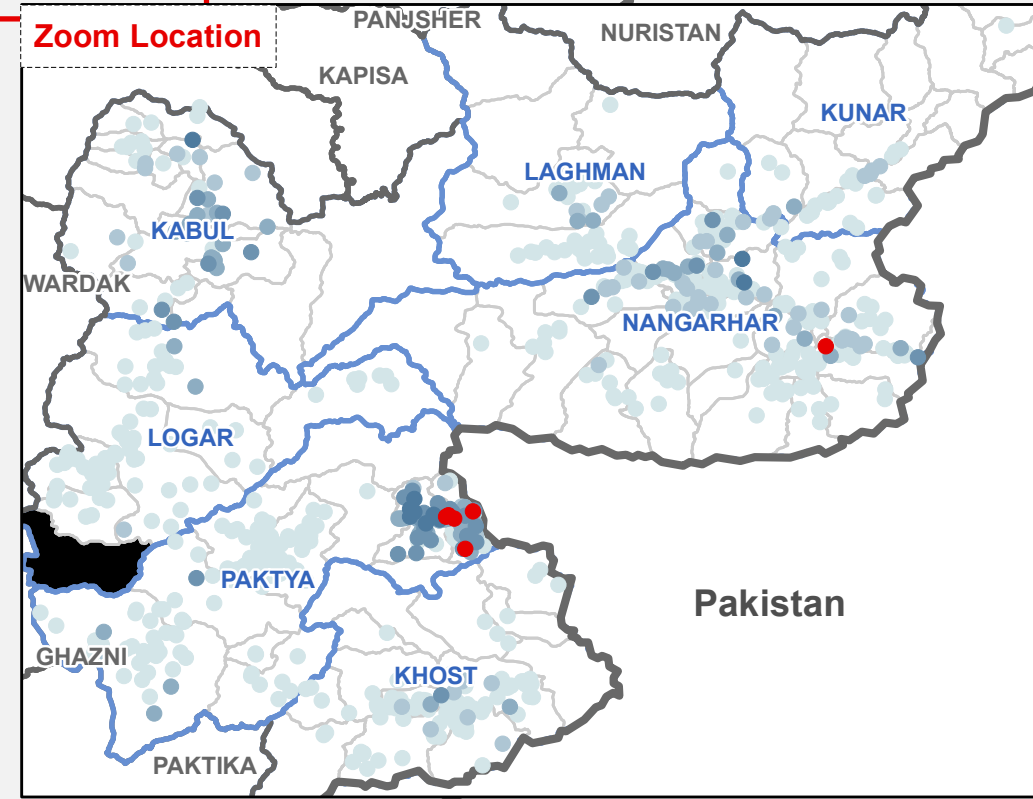 PANJSHER
Zoom Location
NURISTAN
KAPISA
KUNAR
LAGHMAN
KABUL
WARDAK
NANGARHAR
LOGAR
PAKTYA
Pakistan
GHAZNI
KHOST
PAKTIKA